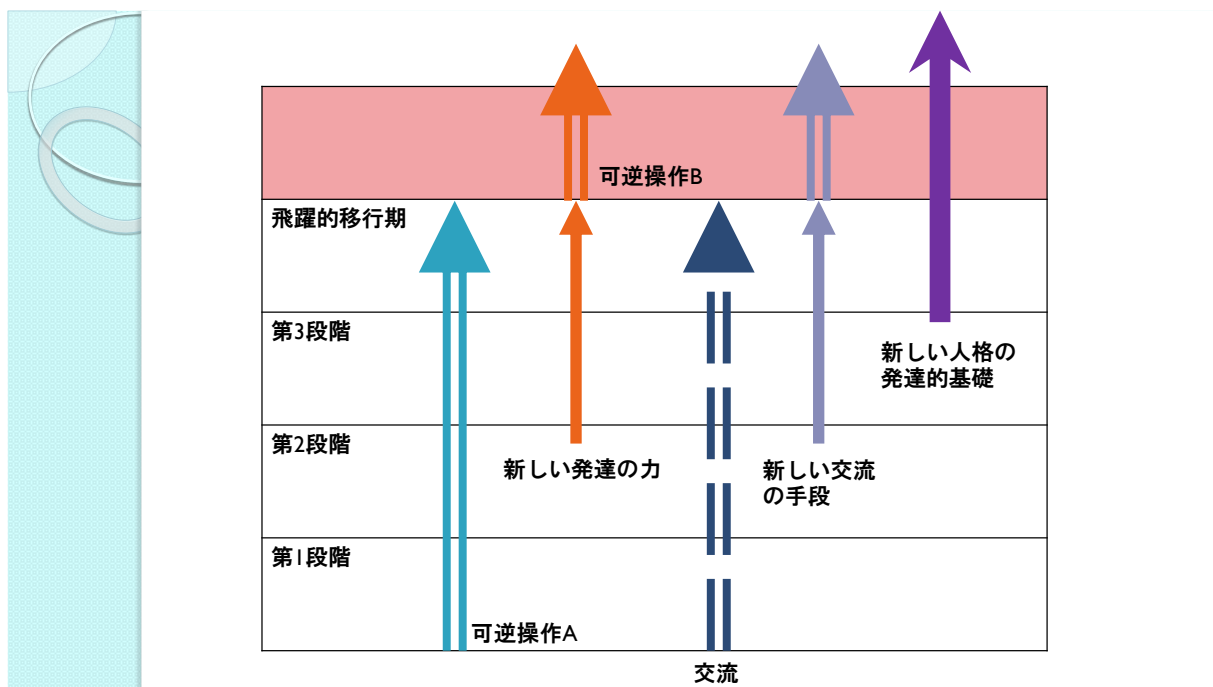 可逆操作B
飛躍的移行期
第3段階
新しい人格の
発達的基礎
第2段階
新しい発達の力
新しい交流
の手段
第1段階
可逆操作A
交流